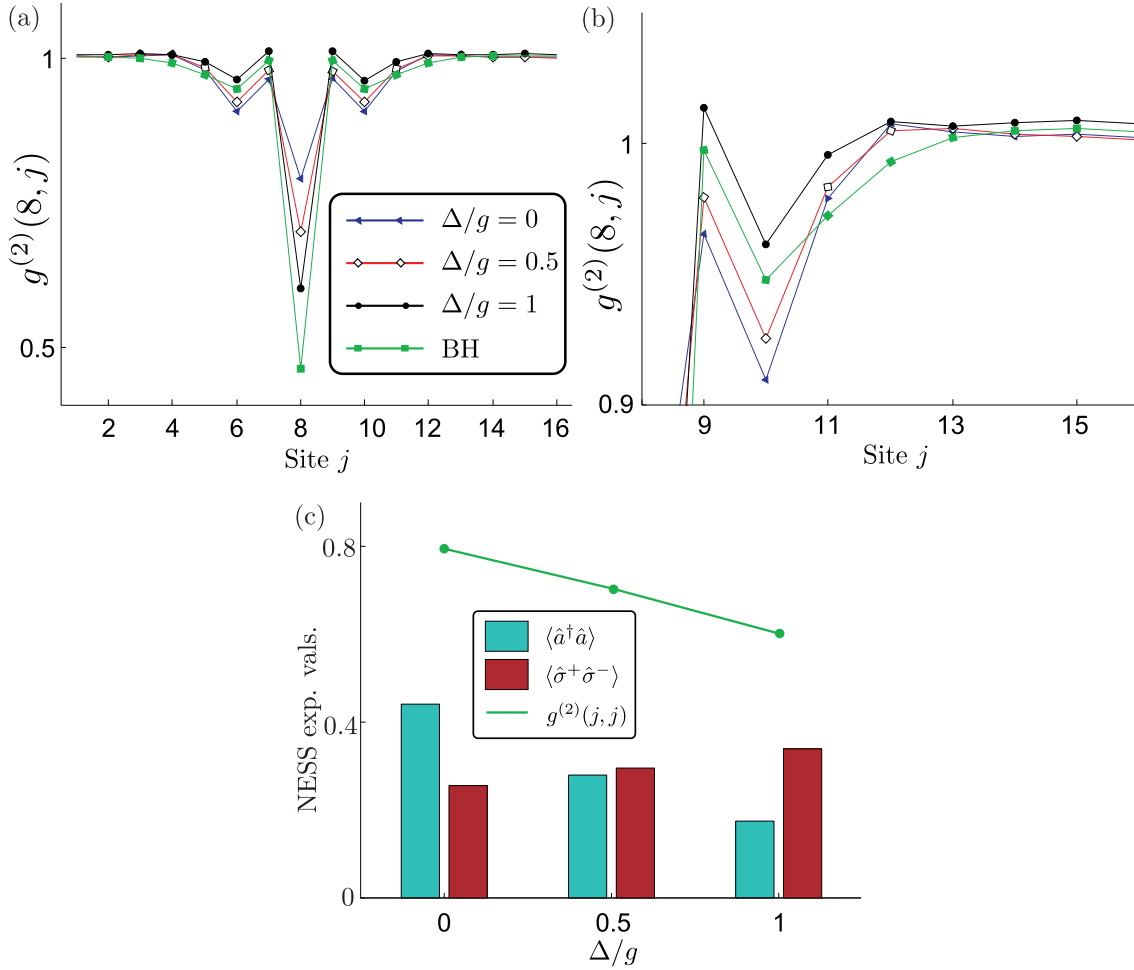 (a)
1
0.5
g^{(2)}(8, j)
Δ/g = 0
Δ/g = 0.5
Δ/g = 1
BH
2 4 6 8 10 12 14 16
Site j
(b)
1
0.9
g^{(2)}(8, j)
9 11 13 15
Site j
(c)
0.8
0.4
0
NESS exp. vals.
⟨â†â⟩
⟨σ̂⁺σ̂⁻⟩
g^{(2)}(j, j)
0 0.5 1
Δ/g